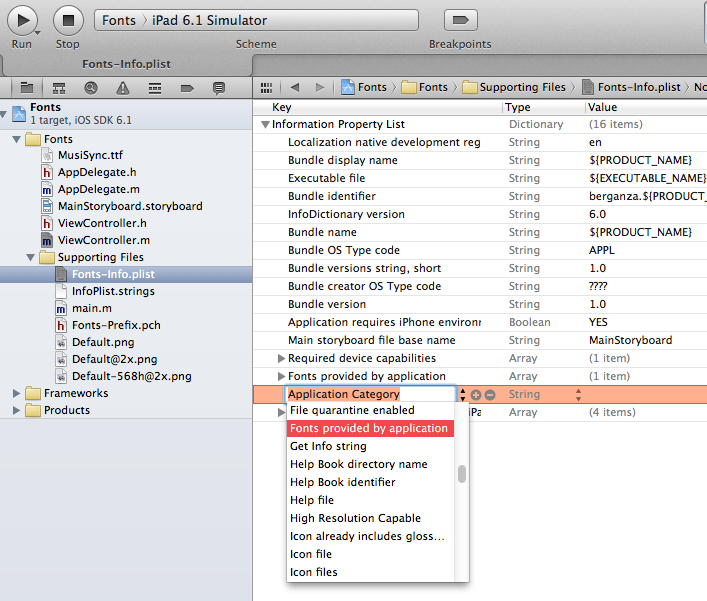 Fonts › iPad 6.1 Simulator
Run Stop Scheme Breakpoints
Fonts-Info.plist
Fonts Fonts Supporting Files Fonts-Info.plist No
Fonts
1 target, iOS SDK 6.1
Fonts
MusiSync.ttf
AppDelegate.h
AppDelegate.m
MainStoryboard.storyboard
ViewController.h
ViewController.m
Supporting Files
Fonts-Info.plist
InfoPlist.strings
main.m
Fonts-Prefix.pch
Default.png
Default@2x.png
Default-568h@2x.png
Frameworks
Products
Key Type Value
Information Property List Dictionary (16 items)
Localization native development reg String en
Bundle display name String ${PRODUCT_NAME}
Executable file String ${EXECUTABLE_NAME}
Bundle identifier String berganza.${PRODUCT_
InfoDictionary version String 6.0
Bundle name String ${PRODUCT_NAME}
Bundle OS Type code String APPL
Bundle versions string, short String 1.0
Bundle creator OS Type code String ????
Bundle version String 1.0
Application requires iPhone environm Boolean YES
Main storyboard file base name String MainStoryboard
Required device capabilities Array (1 item)
Fonts provided by application Array (1 item)
Application Category String
iPa Array (4 items)
File quarantine enabled
Fonts provided by application
Get Info string
Help Book directory name
Help Book identifier
Help file
High Resolution Capable
Icon already includes gloss...
Icon file
Icon files